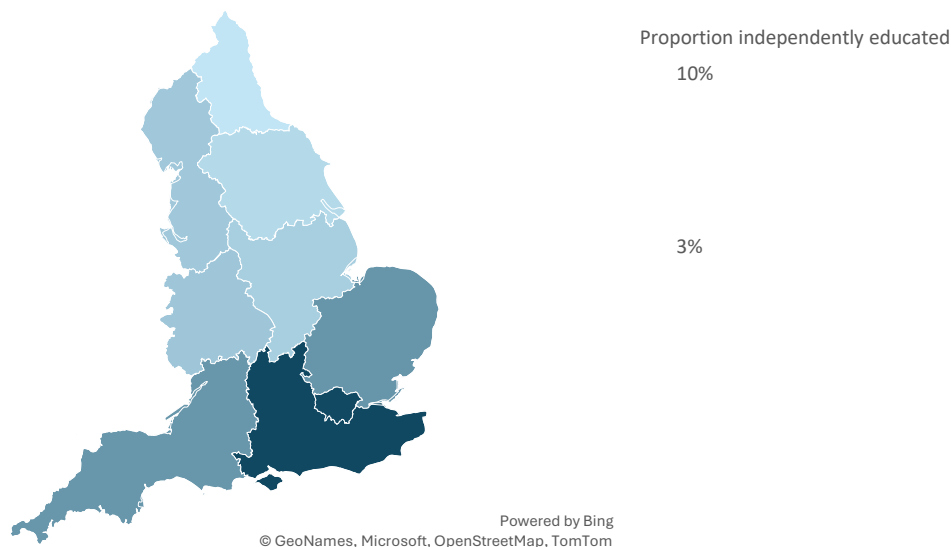 Proportion independently educated
10%
3%
Powered by Bing
© GeoNames, Microsoft, OpenStreetMap, TomTom